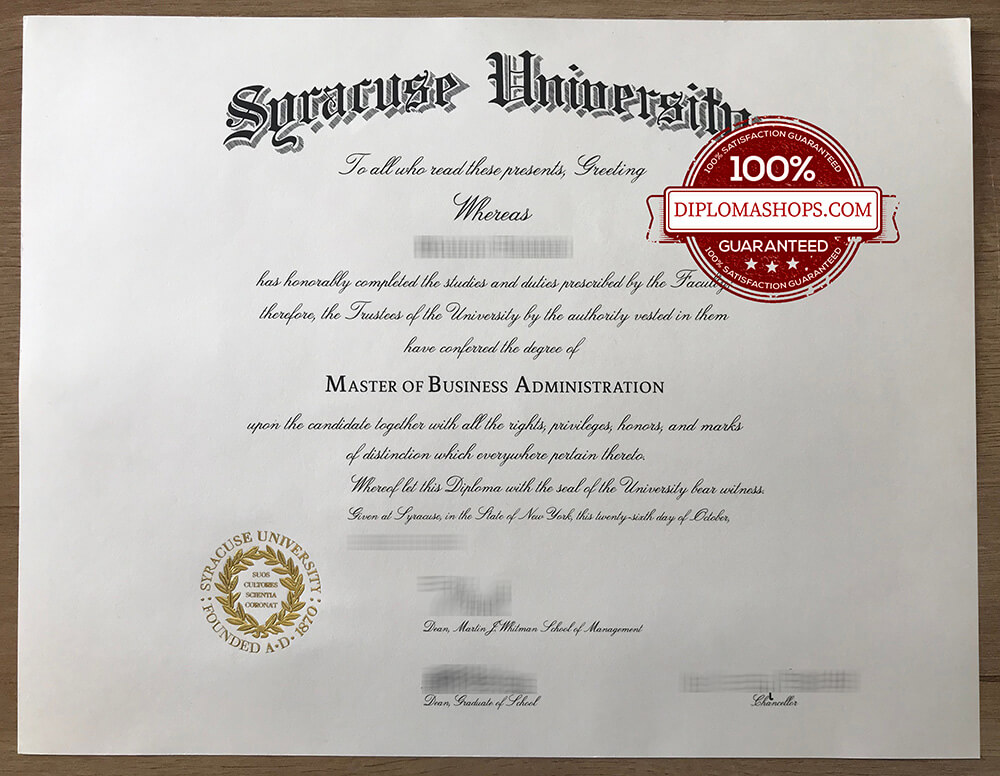 Syracuse University
To all who read these presents, Greeting
Whereas
has honorably completed the studies and duties prescribed by the Faculty,
therefore, the Trustees of the University by the authority vested in them
have conferred the degree of
MASTER OF BUSINESS ADMINISTRATION
upon the candidate together with all the rights, privileges, honors, and marks
of distinction which everywhere pertain thereto.
Whereof let this Diploma with the seal of the University bear witness.
Given at Syracuse, in the State of New York, this twenty-sixth day of October,
Dean, Martin J. Whitman School of Management
Dean, Graduate of School
Chancellor
SYRACUSE UNIVERSITY
FOUNDED A·D· 1870
SUOS
CULTORES
SCIENTIA
CORONAT
100% SATISFACTION GUARANTEED
100%
DIPLOMASHOPS.COM
GUARANTEED
100% SATISFACTION GUARANTEED